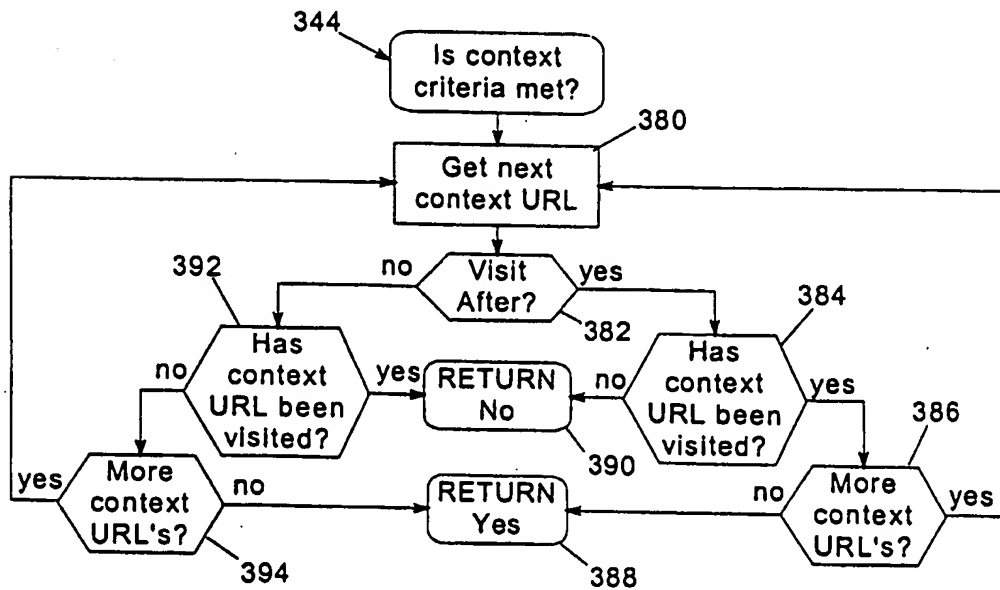 344
Is context
criteria met?
380
Get next
context URL
392
no
Visit
After?
yes
382
384
no
Has
context
URL been
visited?
yes
RETURN
No
390
no
Has
context
URL been
visited?
yes
386
yes
More
context
URL's?
no
394
RETURN
Yes
388
no
More
context
URL's?
yes